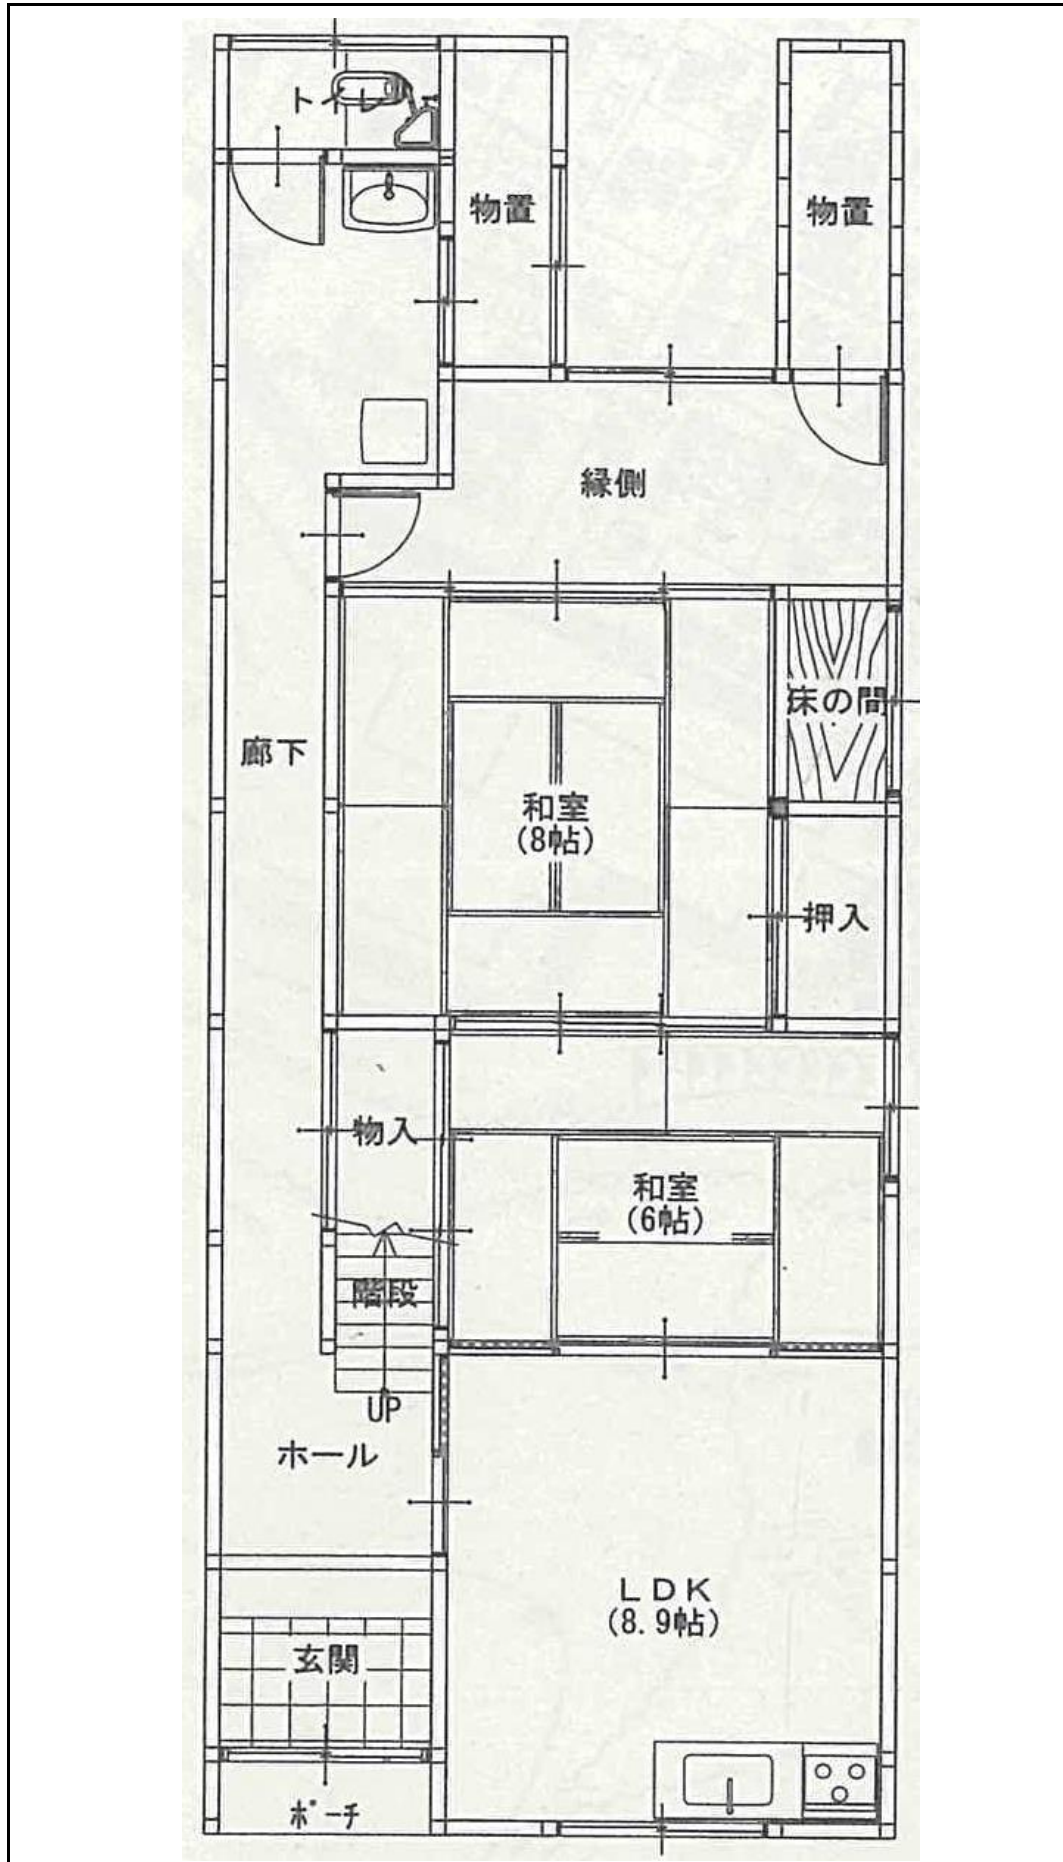 トイレ
物置
物置
縁側
床の間
廊下
和室
(8帖)
押入
物入
和室
(6帖)
階段
UP
ホール
LDK
(8.9帖)
玄関
ポーチ